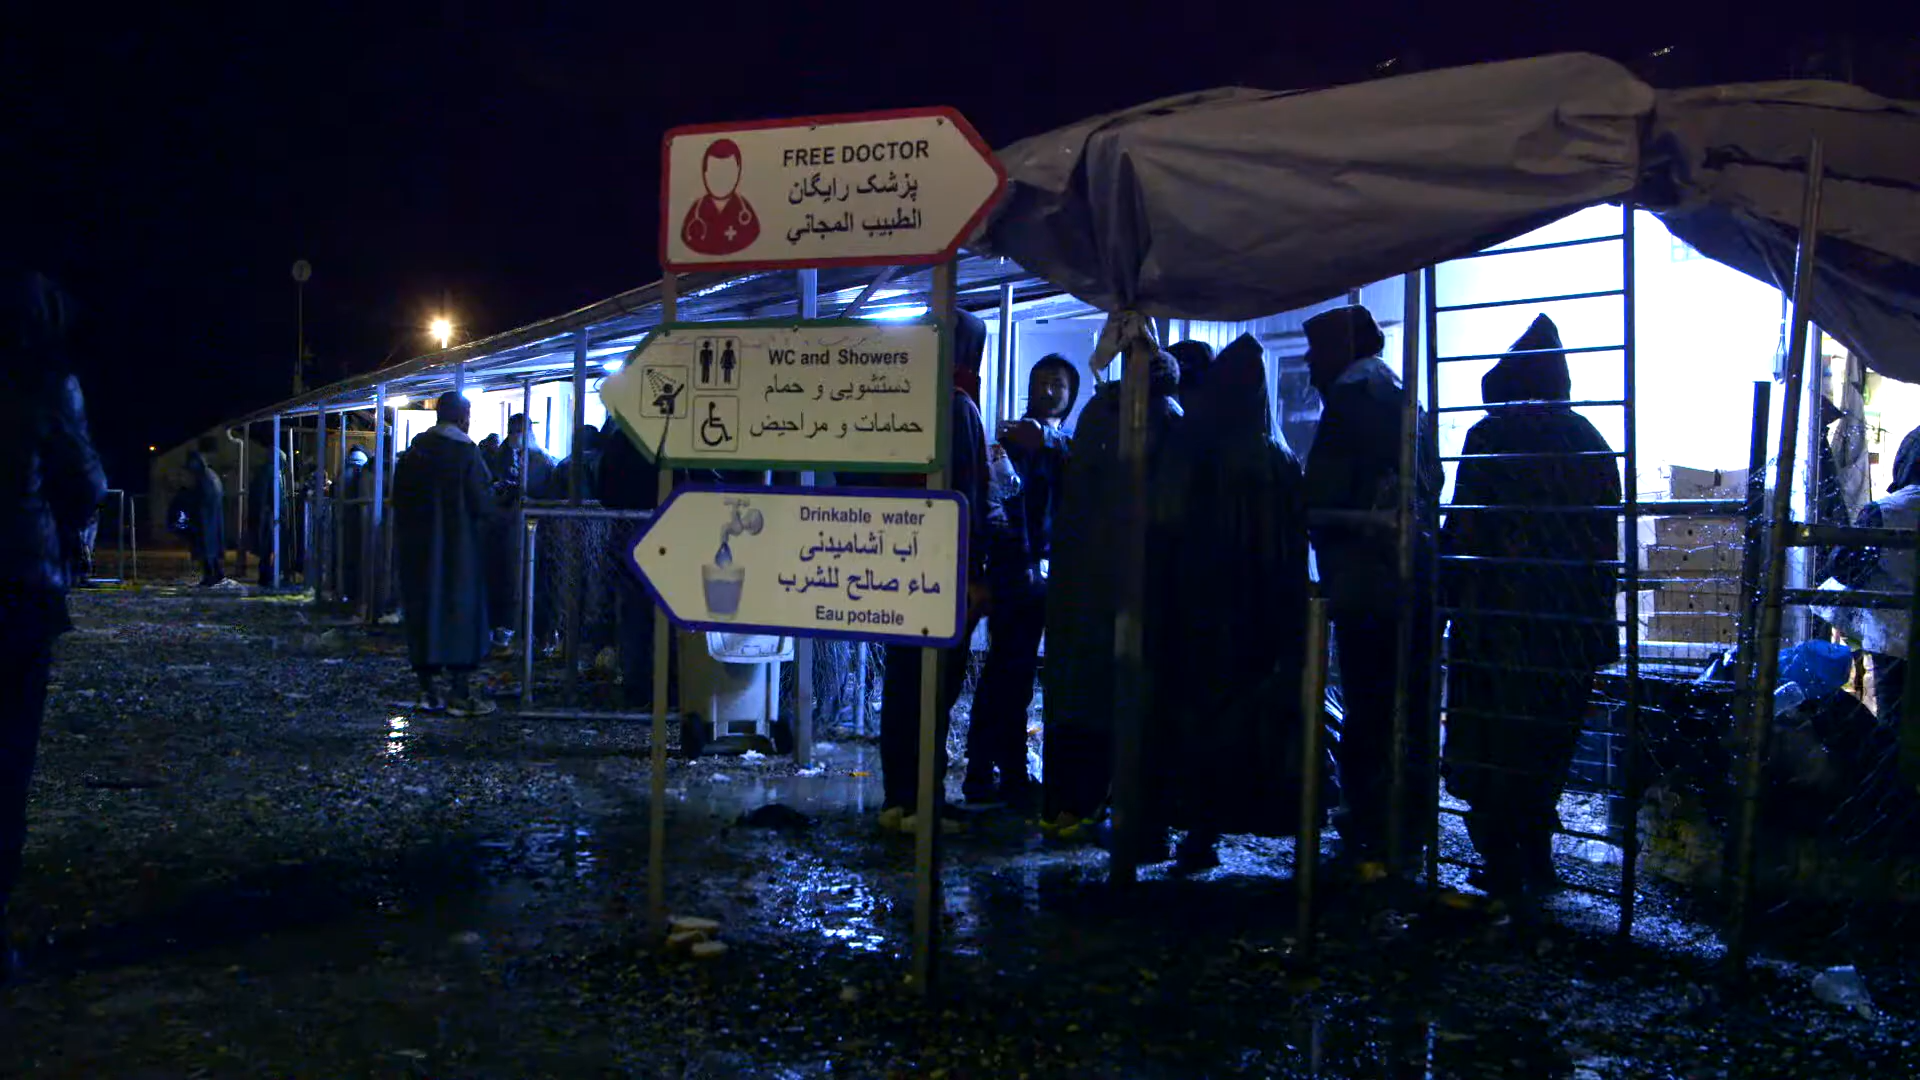 FREE DOCTOR
پزشک رایگان
الطبيب المجاني
WC and Showers
دستشویی و حمام
حمامات و مراحيض
Drinkable water
آب آشامیدنی
ماء صالح للشرب
Eau potable